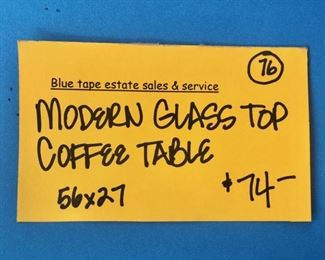 76
Blue tape estate sales & service
MODERN GLASS TOP
COFFEE TABLE
56x27 $74-